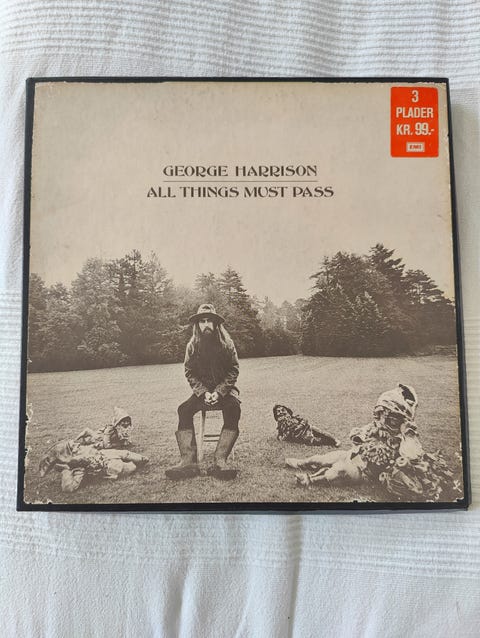 3
PLADER
KR. 99.-
EMI
GEORGE HARRISON
ALL THINGS MUST PASS